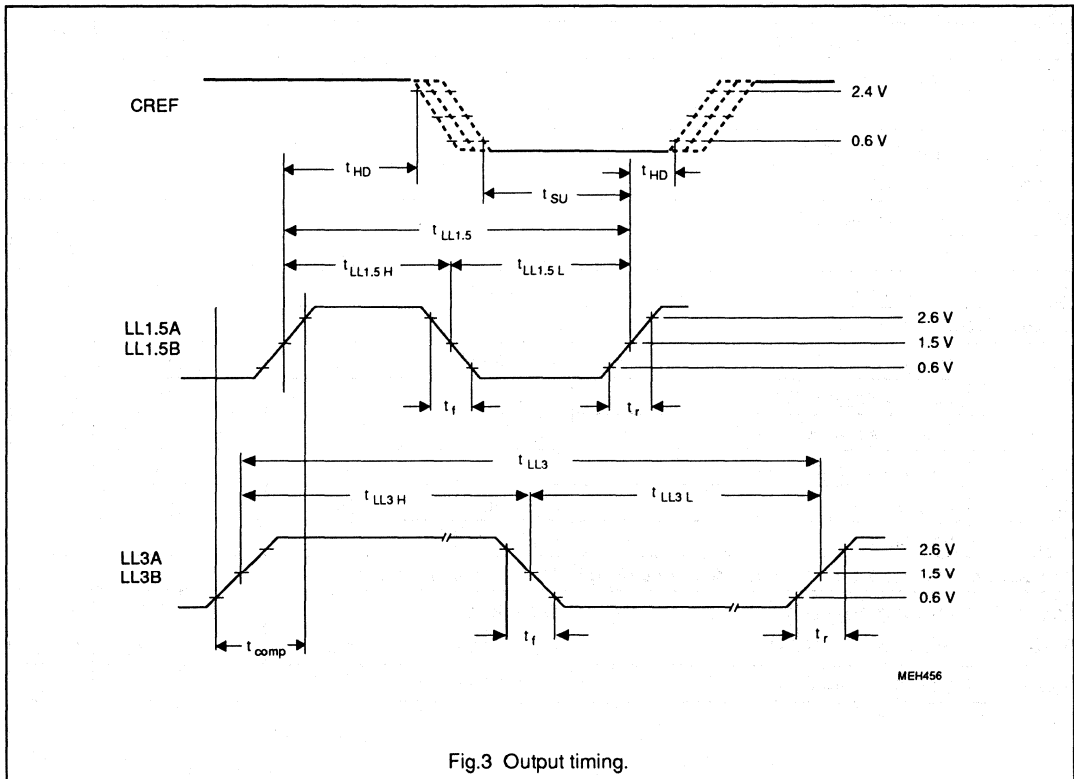 CREF
2.4 V
0.6 V
t HD
t HD
t SU
t LL1.5
t LL1.5 H
t LL1.5 L
LL1.5A
LL1.5B
2.6 V
1.5 V
0.6 V
t f
t r
t LL3
t LL3 H
t LL3 L
LL3A
LL3B
2.6 V
1.5 V
0.6 V
t comp
t f
t r
MEH456
Fig.3 Output timing.